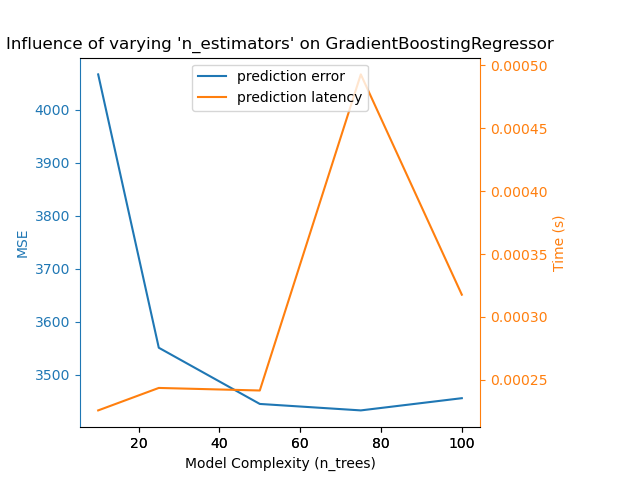 Influence of varying 'n_estimators' on GradientBoostingRegressor
prediction error
prediction latency
MSE
4000
3900
3800
3700
3600
3500
0.00050
0.00045
0.00040
0.00035
0.00030
0.00025
Time (s)
20 40 60 80 100
Model Complexity (n_trees)